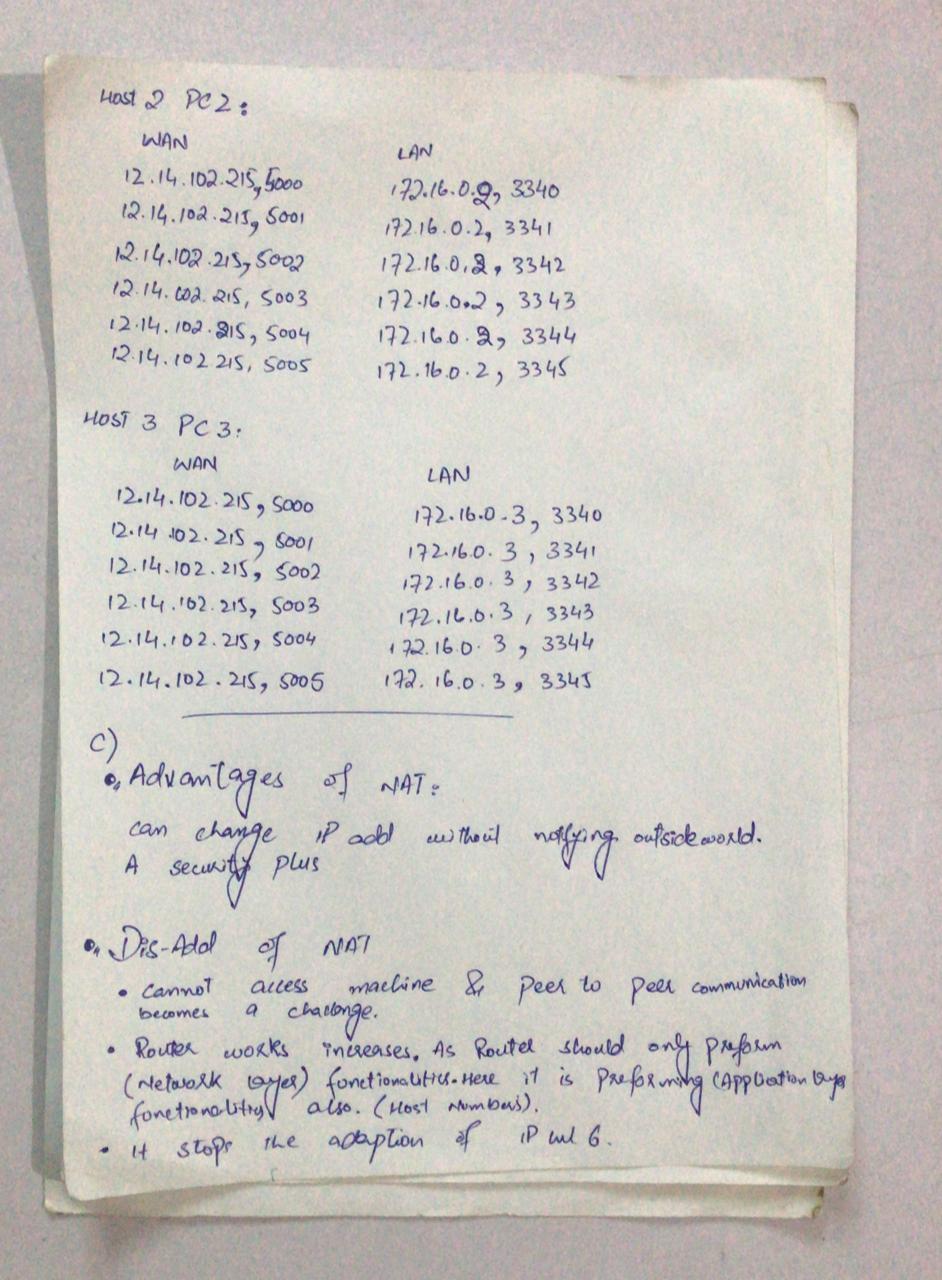 Host 2 PC2:
WAN LAN
12.14.102.215, 5000 172.16.0.2, 3340
12.14.102.215, 5001 172.16.0.2, 3341
12.14.102.215, 5002 172.16.0.2, 3342
12.14.102.215, 5003 172.16.0.2, 3343
12.14.102.215, 5004 172.16.0.2, 3344
12.14.102.215, 5005 172.16.0.2, 3345
HOST 3 PC3:
WAN LAN
12.14.102.215, 5000 172.16.0.3, 3340
12.14.102.215, 5001 172.16.0.3, 3341
12.14.102.215, 5002 172.16.0.3, 3342
12.14.102.215, 5003 172.16.0.3, 3343
12.14.102.215, 5004 172.16.0.3, 3344
12.14.102.215, 5005 172.16.0.3, 3345
C)
Advantages of NAT:
can change IP add without notifying outside world.
A security plus
Dis-Add of NAT
• Cannot access machine & peer to peer communication
becomes a challonge.
• Router works increases. As Router should only preform
(Network layer) functionalities. Here it is preforming (Application layer
fonctionalities also. (Host Numbers).
• It stops the adaption of IP 6.